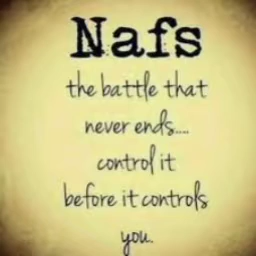 Nafs
the battle that
never ends....
control it
before it controls
you.